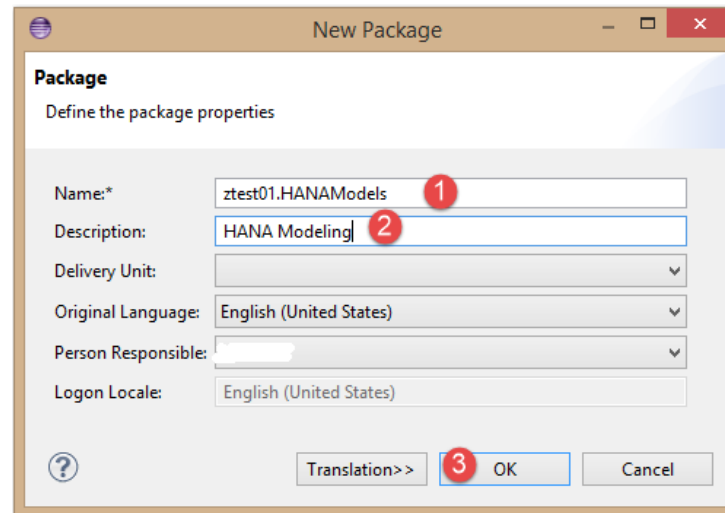 New Package
Package
Define the package properties
Name:* ztest01.HANAModels 1
Description: HANA Modeling 2
Delivery Unit:
Original Language: English (United States)
Person Responsible:
Logon Locale: English (United States)
? Translation>> 3 OK Cancel